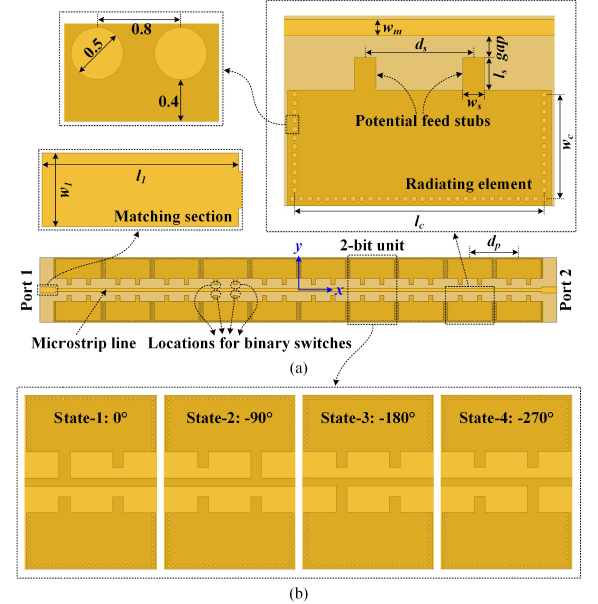 0.8
0.5
0.4
w_m
d_s
gap
l_s
w_s
Potential feed stubs
w_c
Radiating element
l_c
w_1
l_1
Matching section
2-bit unit
d_p
y
x
Port 1
Port 2
Microstrip line
Locations for binary switches
(a)
State-1: 0°
State-2: -90°
State-3: -180°
State-4: -270°
(b)